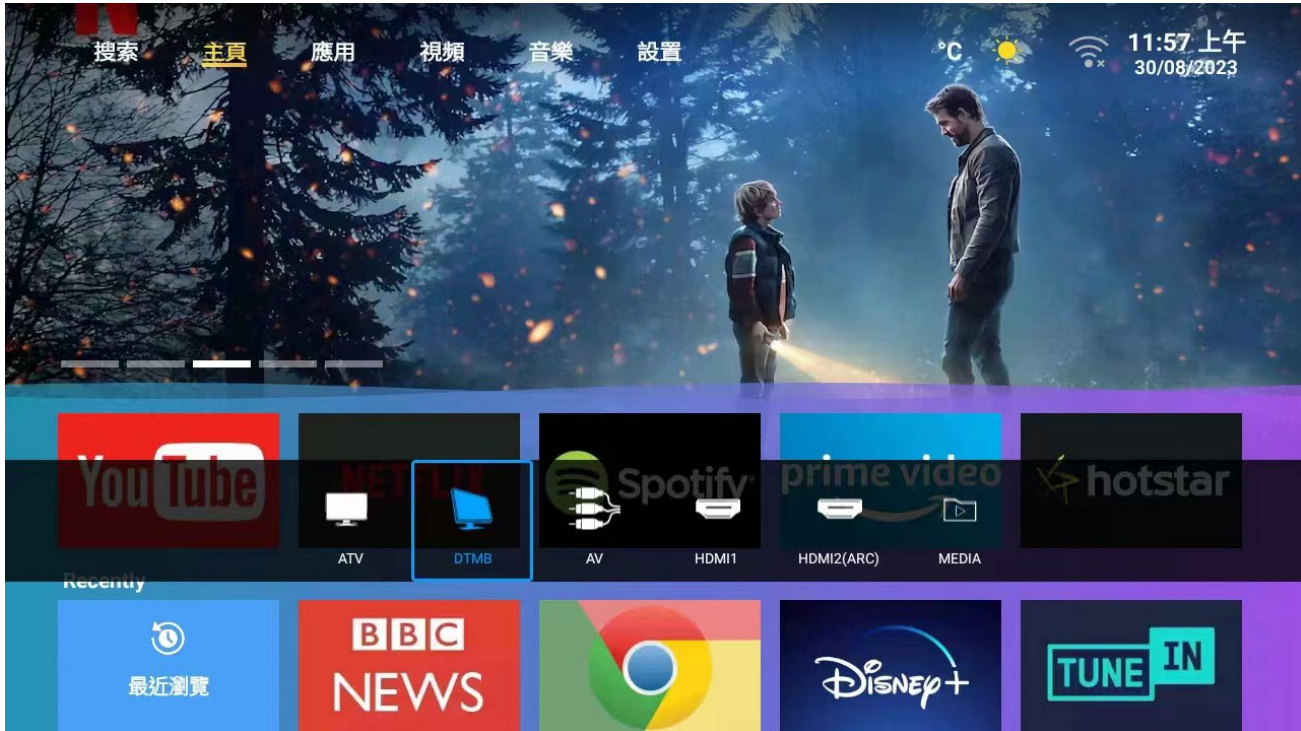 搜索 主頁 應用 視頻 音樂 設置 °C 11:57 上午
30/08/2023
YouTube NETFLIX Spotify prime video hotstar
ATV DTMB AV HDMI1 HDMI2(ARC) MEDIA
Recently
最近瀏覽
BBC
NEWS
Disney+
TUNE IN